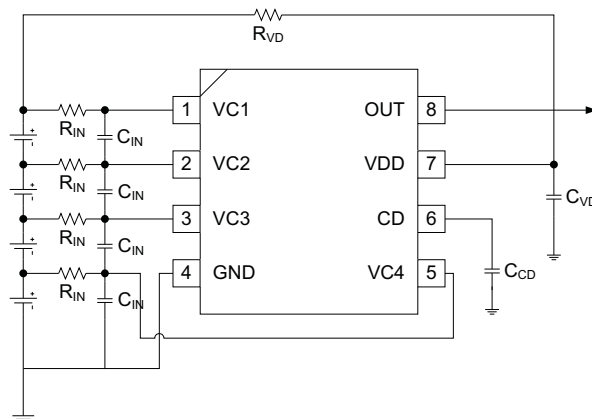 RVD
1 VC1 OUT 8
RIN CIN
2 VC2 VDD 7
RIN CIN
CVD
3 VC3 CD 6
RIN CIN
CCD
4 GND VC4 5
RIN CIN